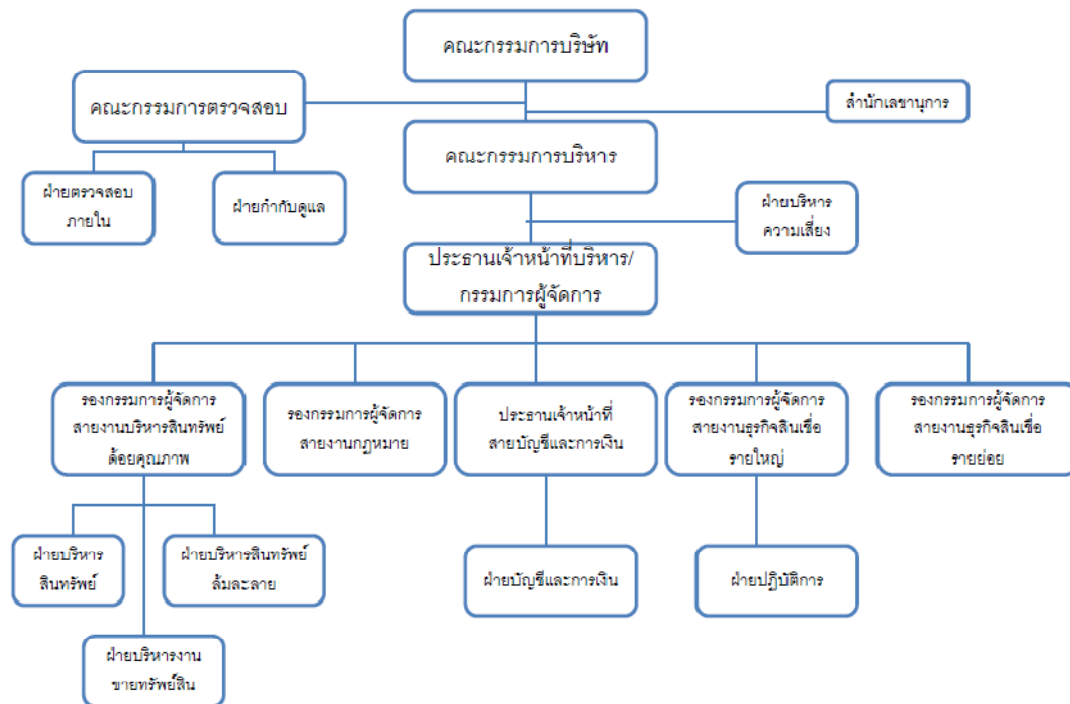 คณะกรรมการบริษัท
คณะกรรมการตรวจสอบ
สำนักเลขานุการ
คณะกรรมการบริหาร
ฝ่ายตรวจสอบ
ภายใน
ฝ่ายกำกับดูแล
ฝ่ายบริหาร
ความเสี่ยง
ประธานเจ้าหน้าที่บริหาร/
กรรมการผู้จัดการ
รองกรรมการผู้จัดการ
สายงานบริหารสินทรัพย์
ด้อยคุณภาพ
รองกรรมการผู้จัดการ
สายงานกฎหมาย
ประธานเจ้าหน้าที่
สายบัญชีและการเงิน
รองกรรมการผู้จัดการ
สายงานธุรกิจสินเชื่อ
รายใหญ่
รองกรรมการผู้จัดการ
สายงานธุรกิจสินเชื่อ
รายย่อย
ฝ่ายบริหาร
สินทรัพย์
ฝ่ายบริหารสินทรัพย์
ล้มละลาย
ฝ่ายบัญชีและการเงิน
ฝ่ายปฏิบัติการ
ฝ่ายบริหารงาน
ขายทรัพย์สิน